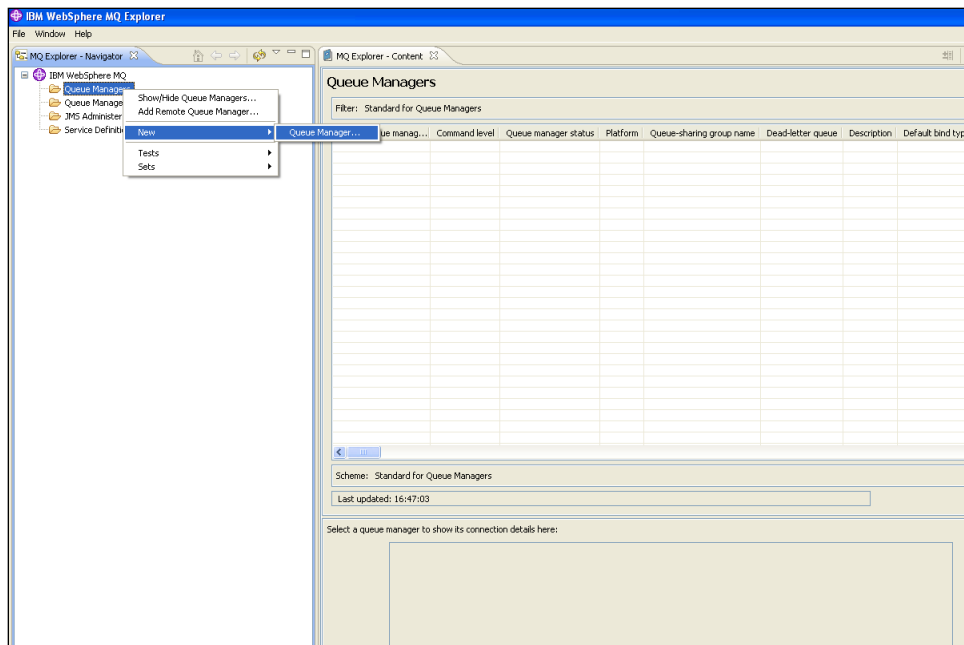 IBM WebSphere MQ Explorer
File Window Help
MQ Explorer - Navigator
MQ Explorer - Content
IBM WebSphere MQ
Queue Managers
Queue Manage
JMS Administer
Service Definiti
Show/Hide Queue Managers...
Add Remote Queue Manager...
New
Tests
Sets
Queue Manager...
Queue Managers
Filter: Standard for Queue Managers
ue manag... Command level Queue manager status Platform Queue-sharing group name Dead-letter queue Description Default bind typ
Scheme: Standard for Queue Managers
Last updated: 16:47:03
Select a queue manager to show its connection details here: